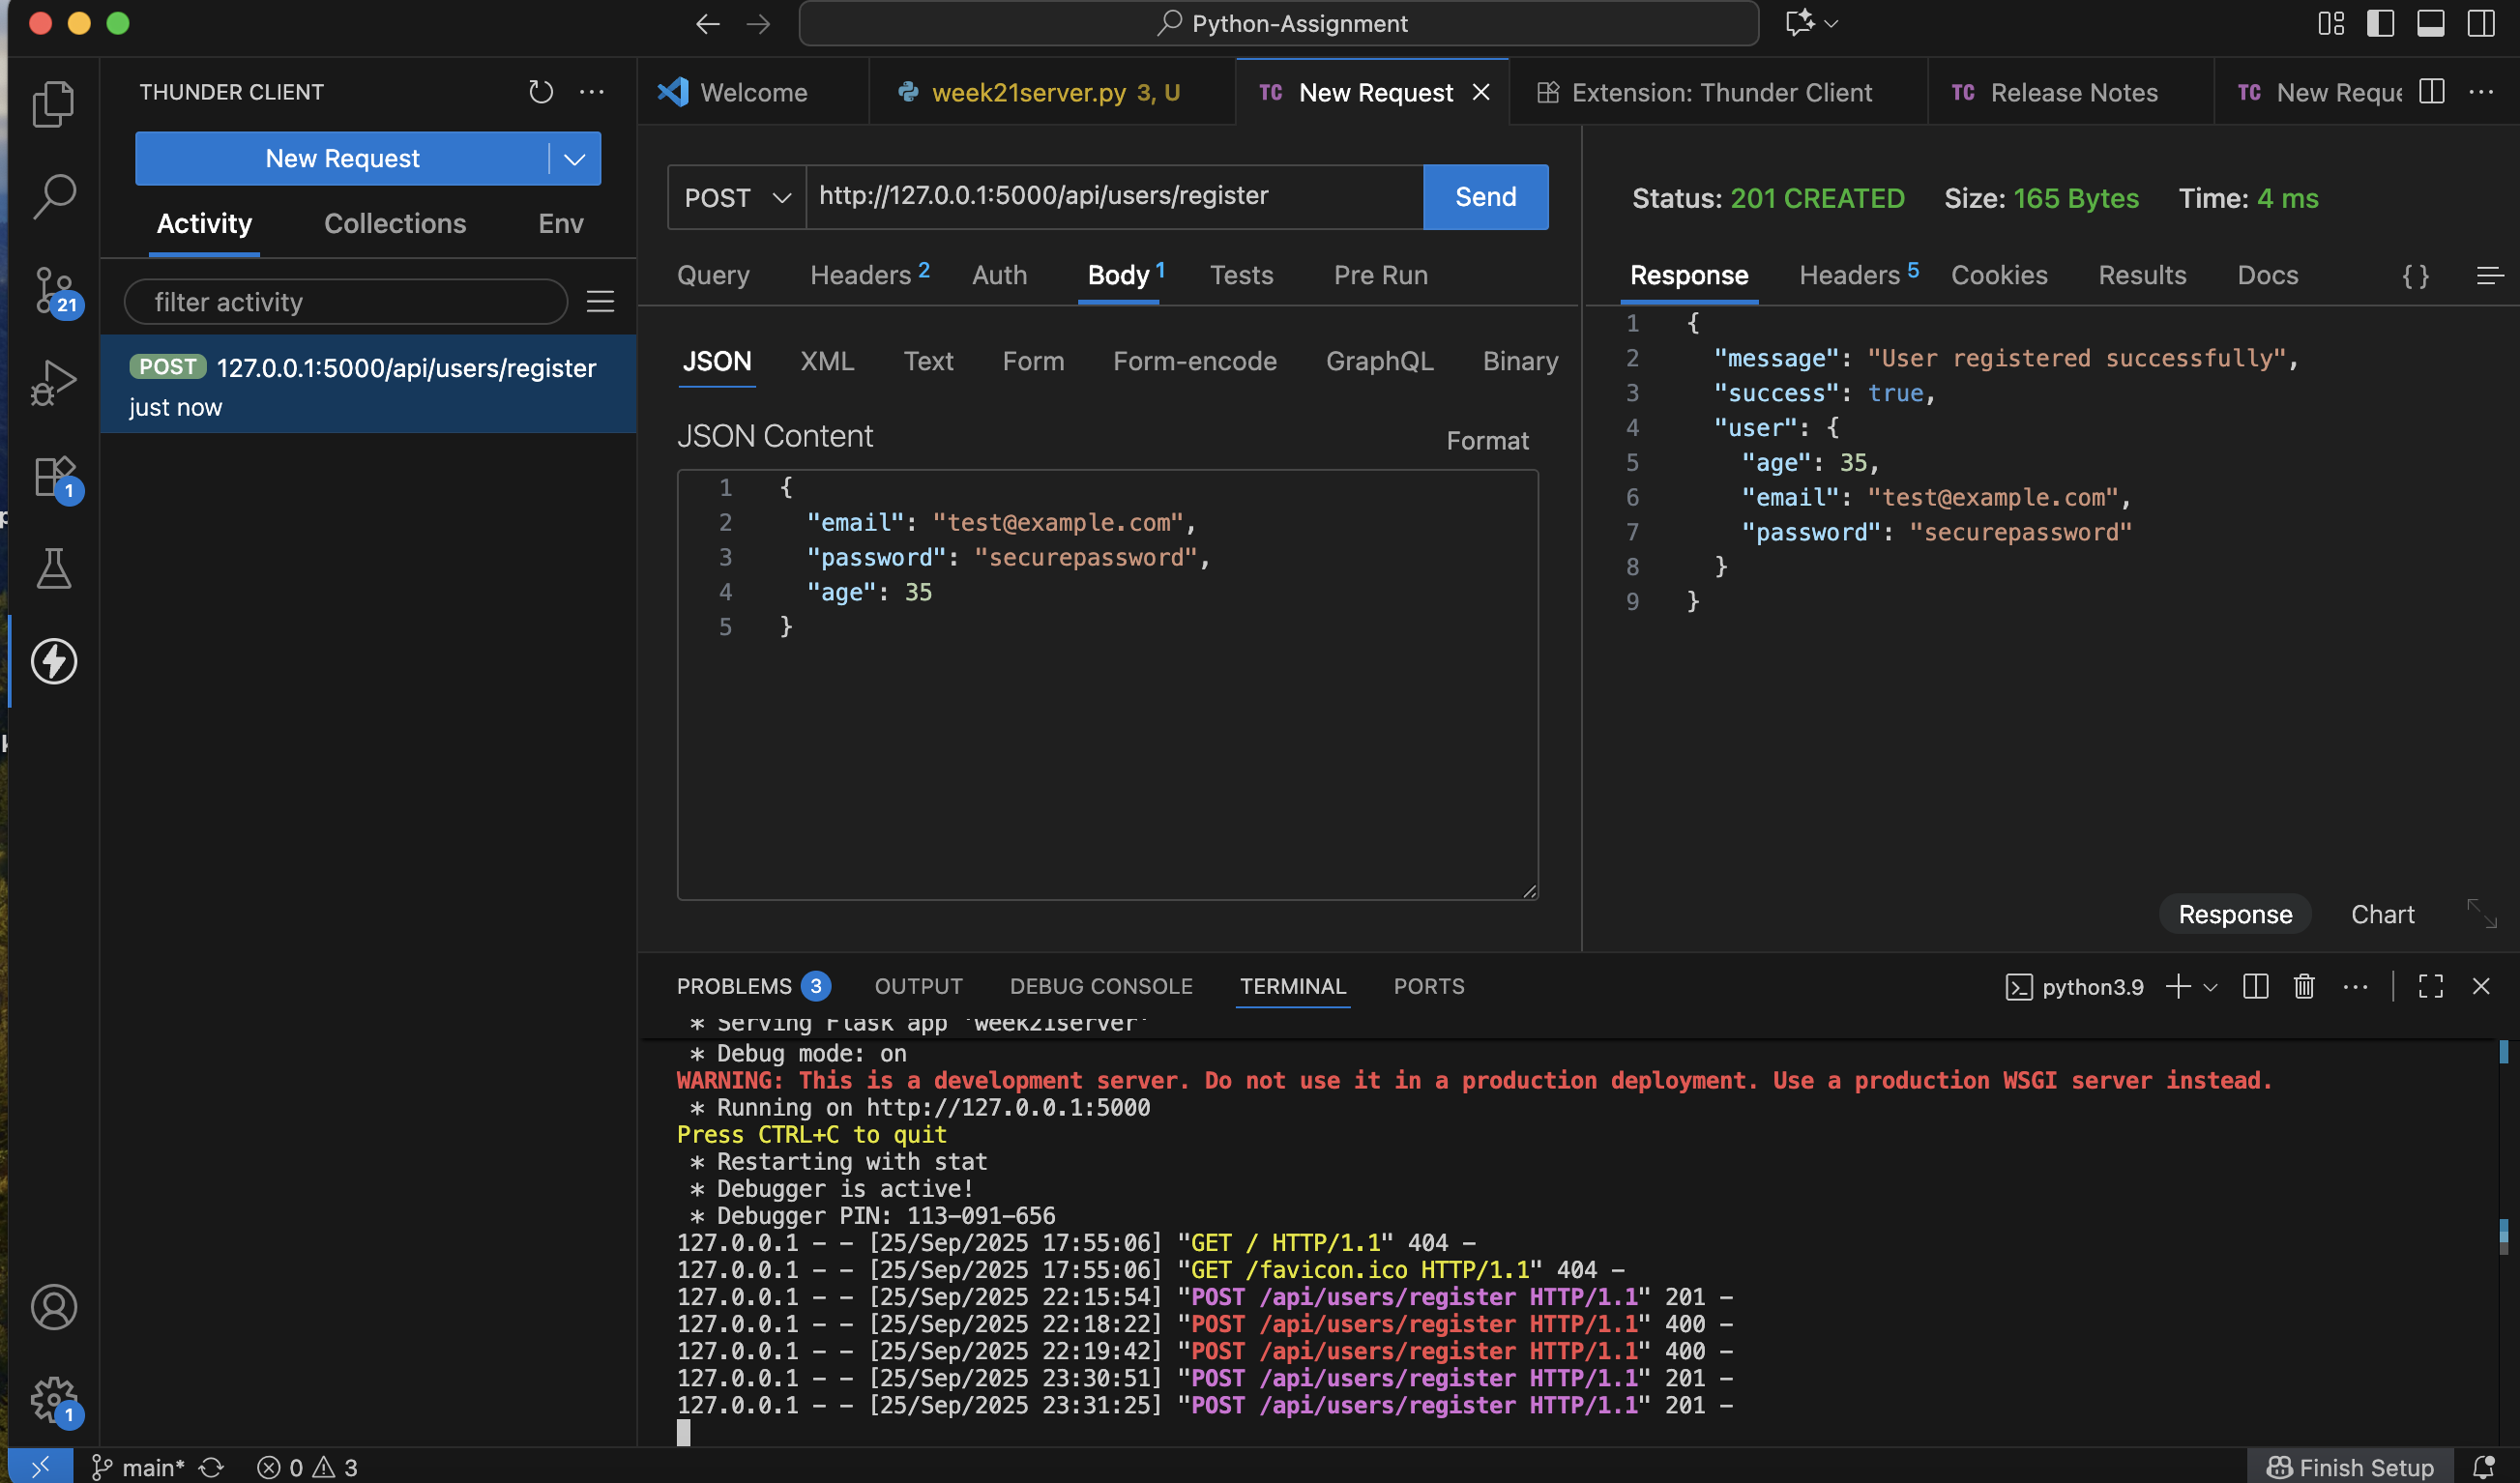 Python-Assignment
THUNDER CLIENT
Welcome
week21server.py 3, U
TC New Request
Extension: Thunder Client
TC Release Notes
TC New Reque
New Request
Activity
Collections
Env
filter activity
POST 127.0.0.1:5000/api/users/register
just now
21
1
1
POST
http://127.0.0.1:5000/api/users/register
Send
Query
Headers 2
Auth
Body 1
Tests
Pre Run
JSON
XML
Text
Form
Form-encode
GraphQL
Binary
JSON Content
Format
1 {
2 "email": "test@example.com",
3 "password": "securepassword",
4 "age": 35
5 }
Status: 201 CREATED Size: 165 Bytes Time: 4 ms
Response
Headers 5
Cookies
Results
Docs
{ }
1 {
2 "message": "User registered successfully",
3 "success": true,
4 "user": {
5 "age": 35,
6 "email": "test@example.com",
7 "password": "securepassword"
8 }
9 }
Response
Chart
PROBLEMS 3
OUTPUT
DEBUG CONSOLE
TERMINAL
PORTS
python3.9
* Serving Flask app 'week21server'
* Debug mode: on
WARNING: This is a development server. Do not use it in a production deployment. Use a production WSGI server instead.
* Running on http://127.0.0.1:5000
Press CTRL+C to quit
* Restarting with stat
* Debugger is active!
* Debugger PIN: 113-091-656
127.0.0.1 - - [25/Sep/2025 17:55:06] "GET / HTTP/1.1" 404 -
127.0.0.1 - - [25/Sep/2025 17:55:06] "GET /favicon.ico HTTP/1.1" 404 -
127.0.0.1 - - [25/Sep/2025 22:15:54] "POST /api/users/register HTTP/1.1" 201 -
127.0.0.1 - - [25/Sep/2025 22:18:22] "POST /api/users/register HTTP/1.1" 400 -
127.0.0.1 - - [25/Sep/2025 22:19:42] "POST /api/users/register HTTP/1.1" 400 -
127.0.0.1 - - [25/Sep/2025 23:30:51] "POST /api/users/register HTTP/1.1" 201 -
127.0.0.1 - - [25/Sep/2025 23:31:25] "POST /api/users/register HTTP/1.1" 201 -
main* 0 3
Finish Setup